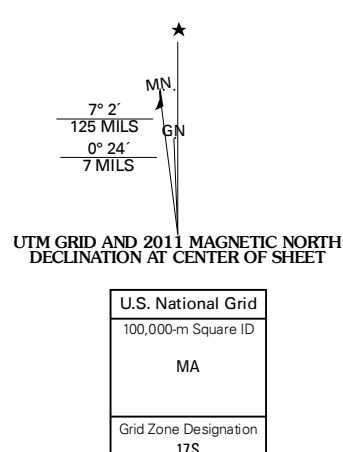 MN
7° 2´
125 MILS
GN
0° 24´
7 MILS
UTM GRID AND 2011 MAGNETIC NORTH
DECLINATION AT CENTER OF SHEET
U.S. National Grid
100,000-m Square ID
MA
Grid Zone Designation
17S